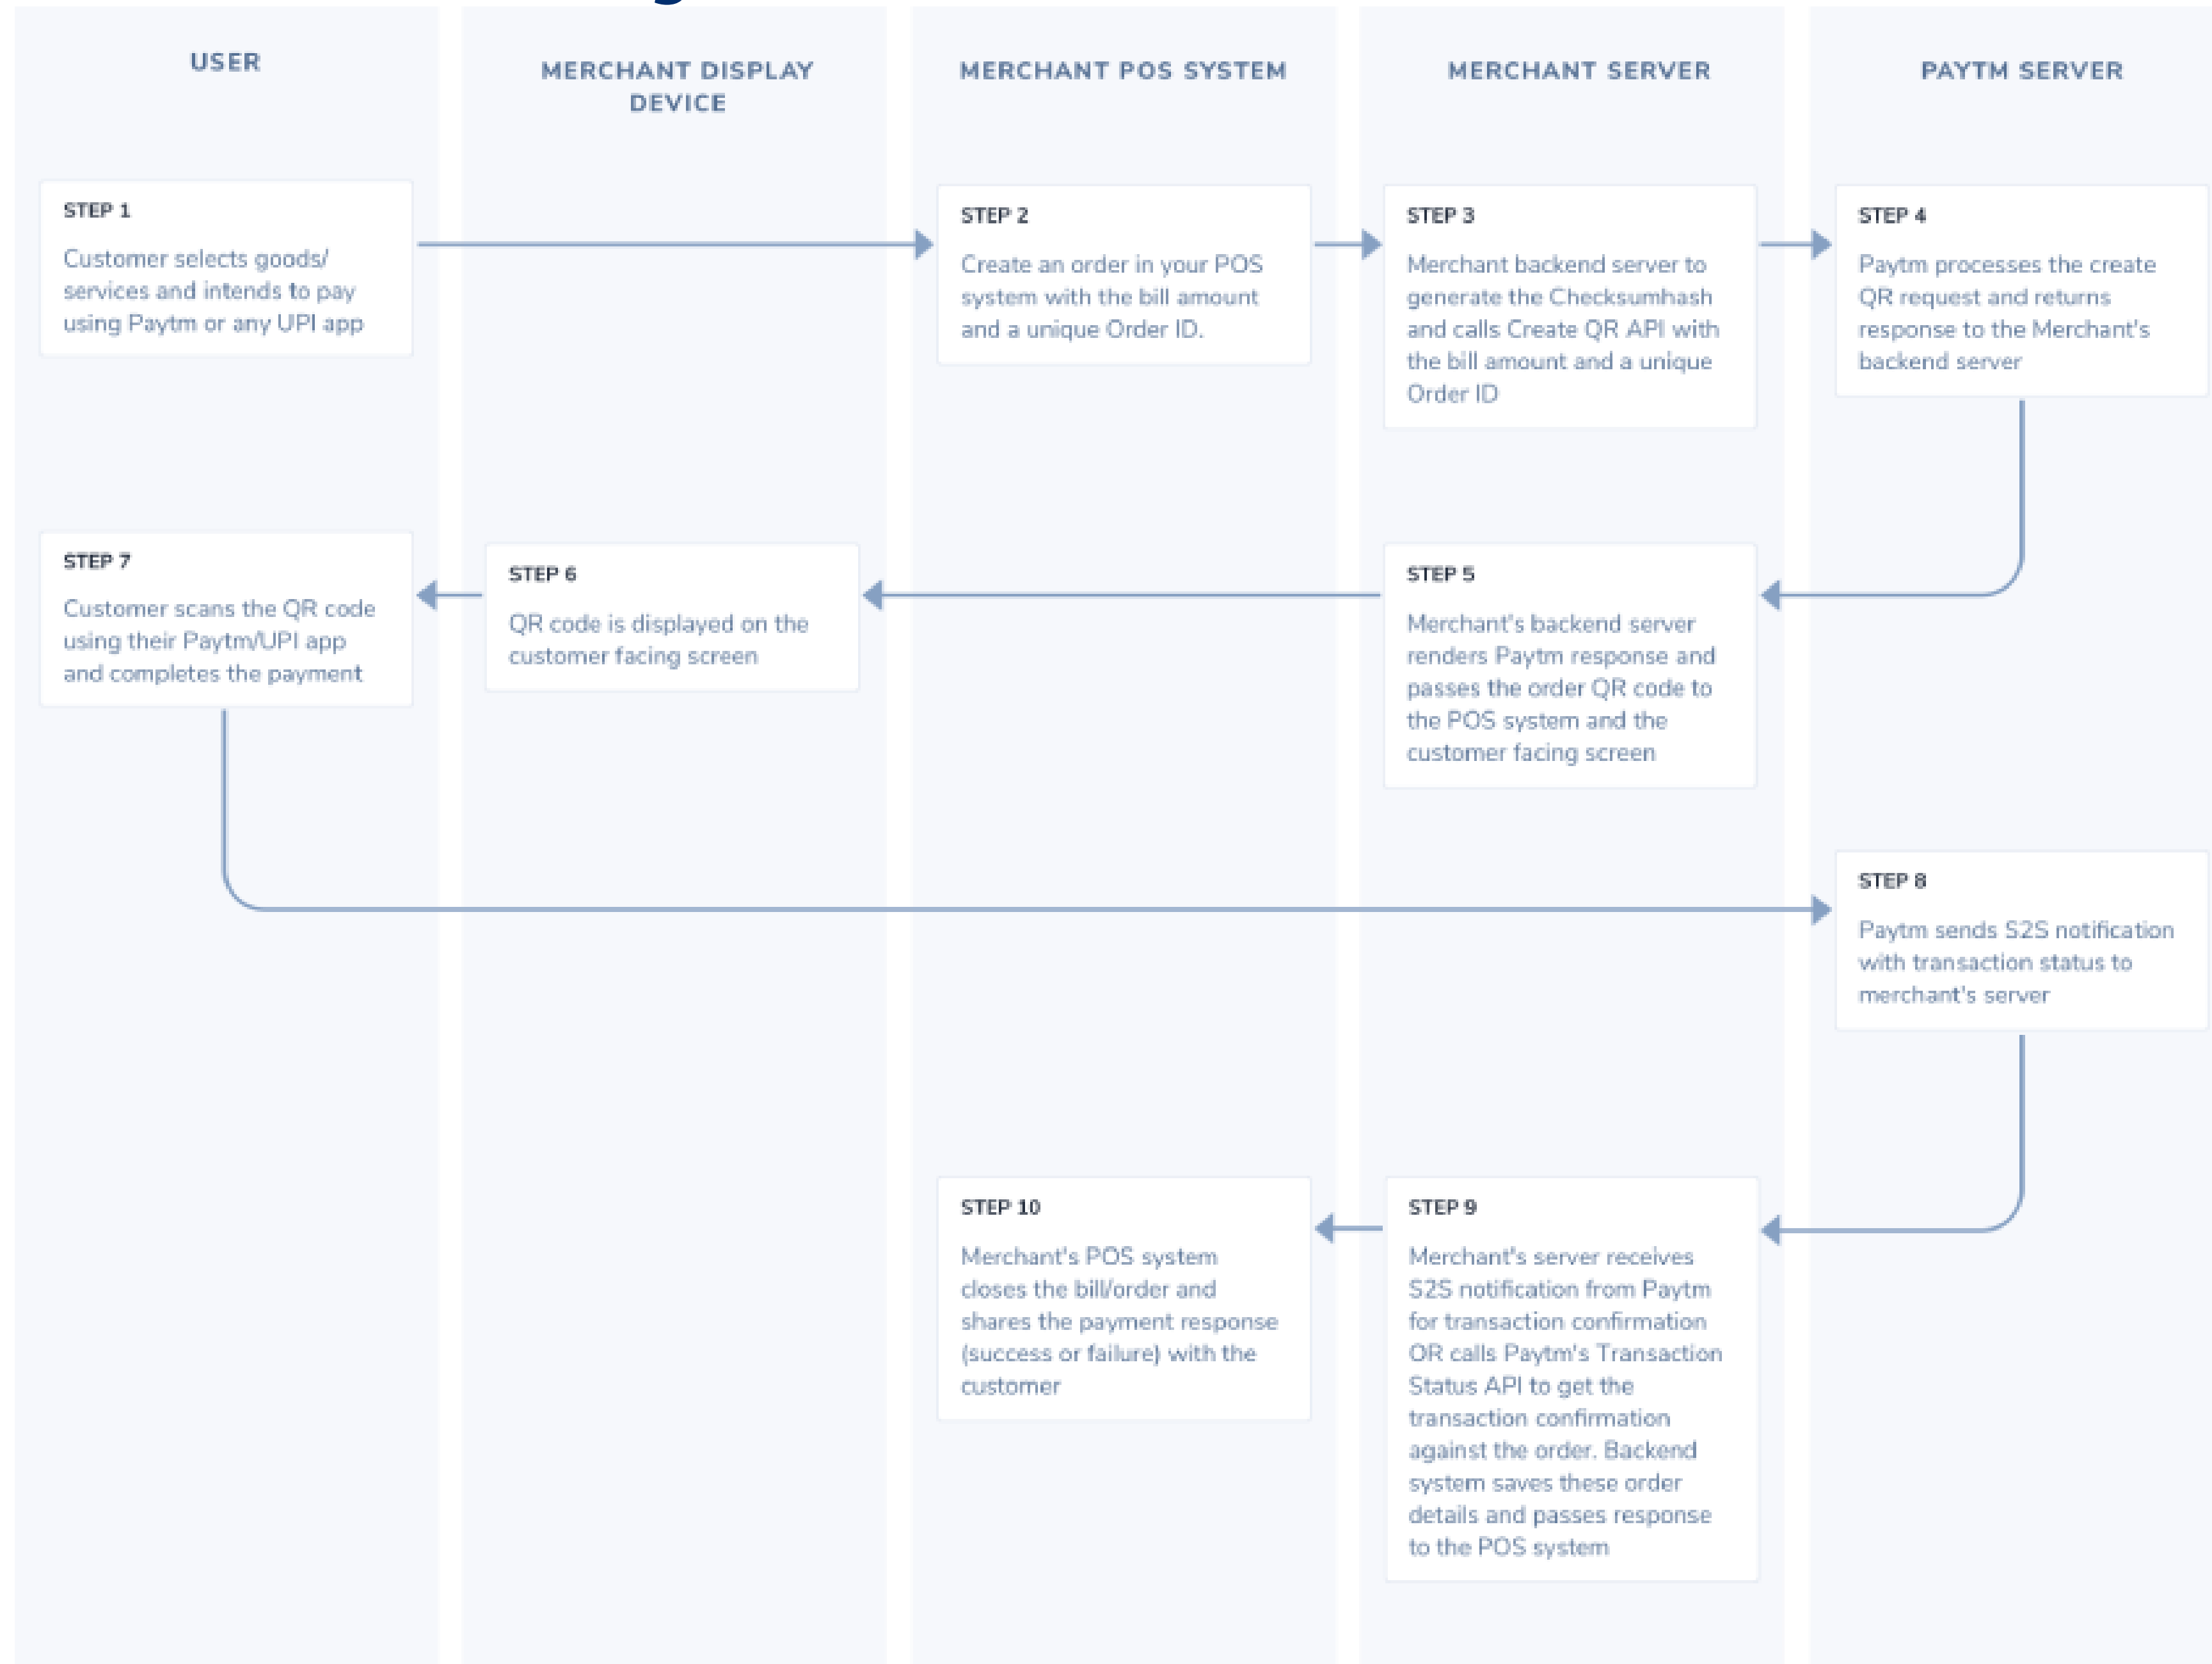 USER
MERCHANT DISPLAY
DEVICE
MERCHANT POS SYSTEM
MERCHANT SERVER
PAYTM SERVER
STEP 1
Customer selects goods/
services and intends to pay
using Paytm or any UPI app
STEP 2
Create an order in your POS
system with the bill amount
and a unique Order ID.
STEP 3
Merchant backend server to
generate the Checksumhash
and calls Create QR API with
the bill amount and a unique
Order ID
STEP 4
Paytm processes the create
QR request and returns
response to the Merchant's
backend server
STEP 7
Customer scans the QR code
using their Paytm/UPI app
and completes the payment
STEP 6
QR code is displayed on the
customer facing screen
STEP 5
Merchant's backend server
renders Paytm response and
passes the order QR code to
the POS system and the
customer facing screen
STEP 8
Paytm sends S2S notification
with transaction status to
merchant's server
STEP 10
Merchant's POS system
closes the bill/order and
shares the payment response
(success or failure) with the
customer
STEP 9
Merchant's server receives
S2S notification from Paytm
for transaction confirmation
OR calls Paytm's Transaction
Status API to get the
transaction confirmation
against the order. Backend
system saves these order
details and passes response
to the POS system